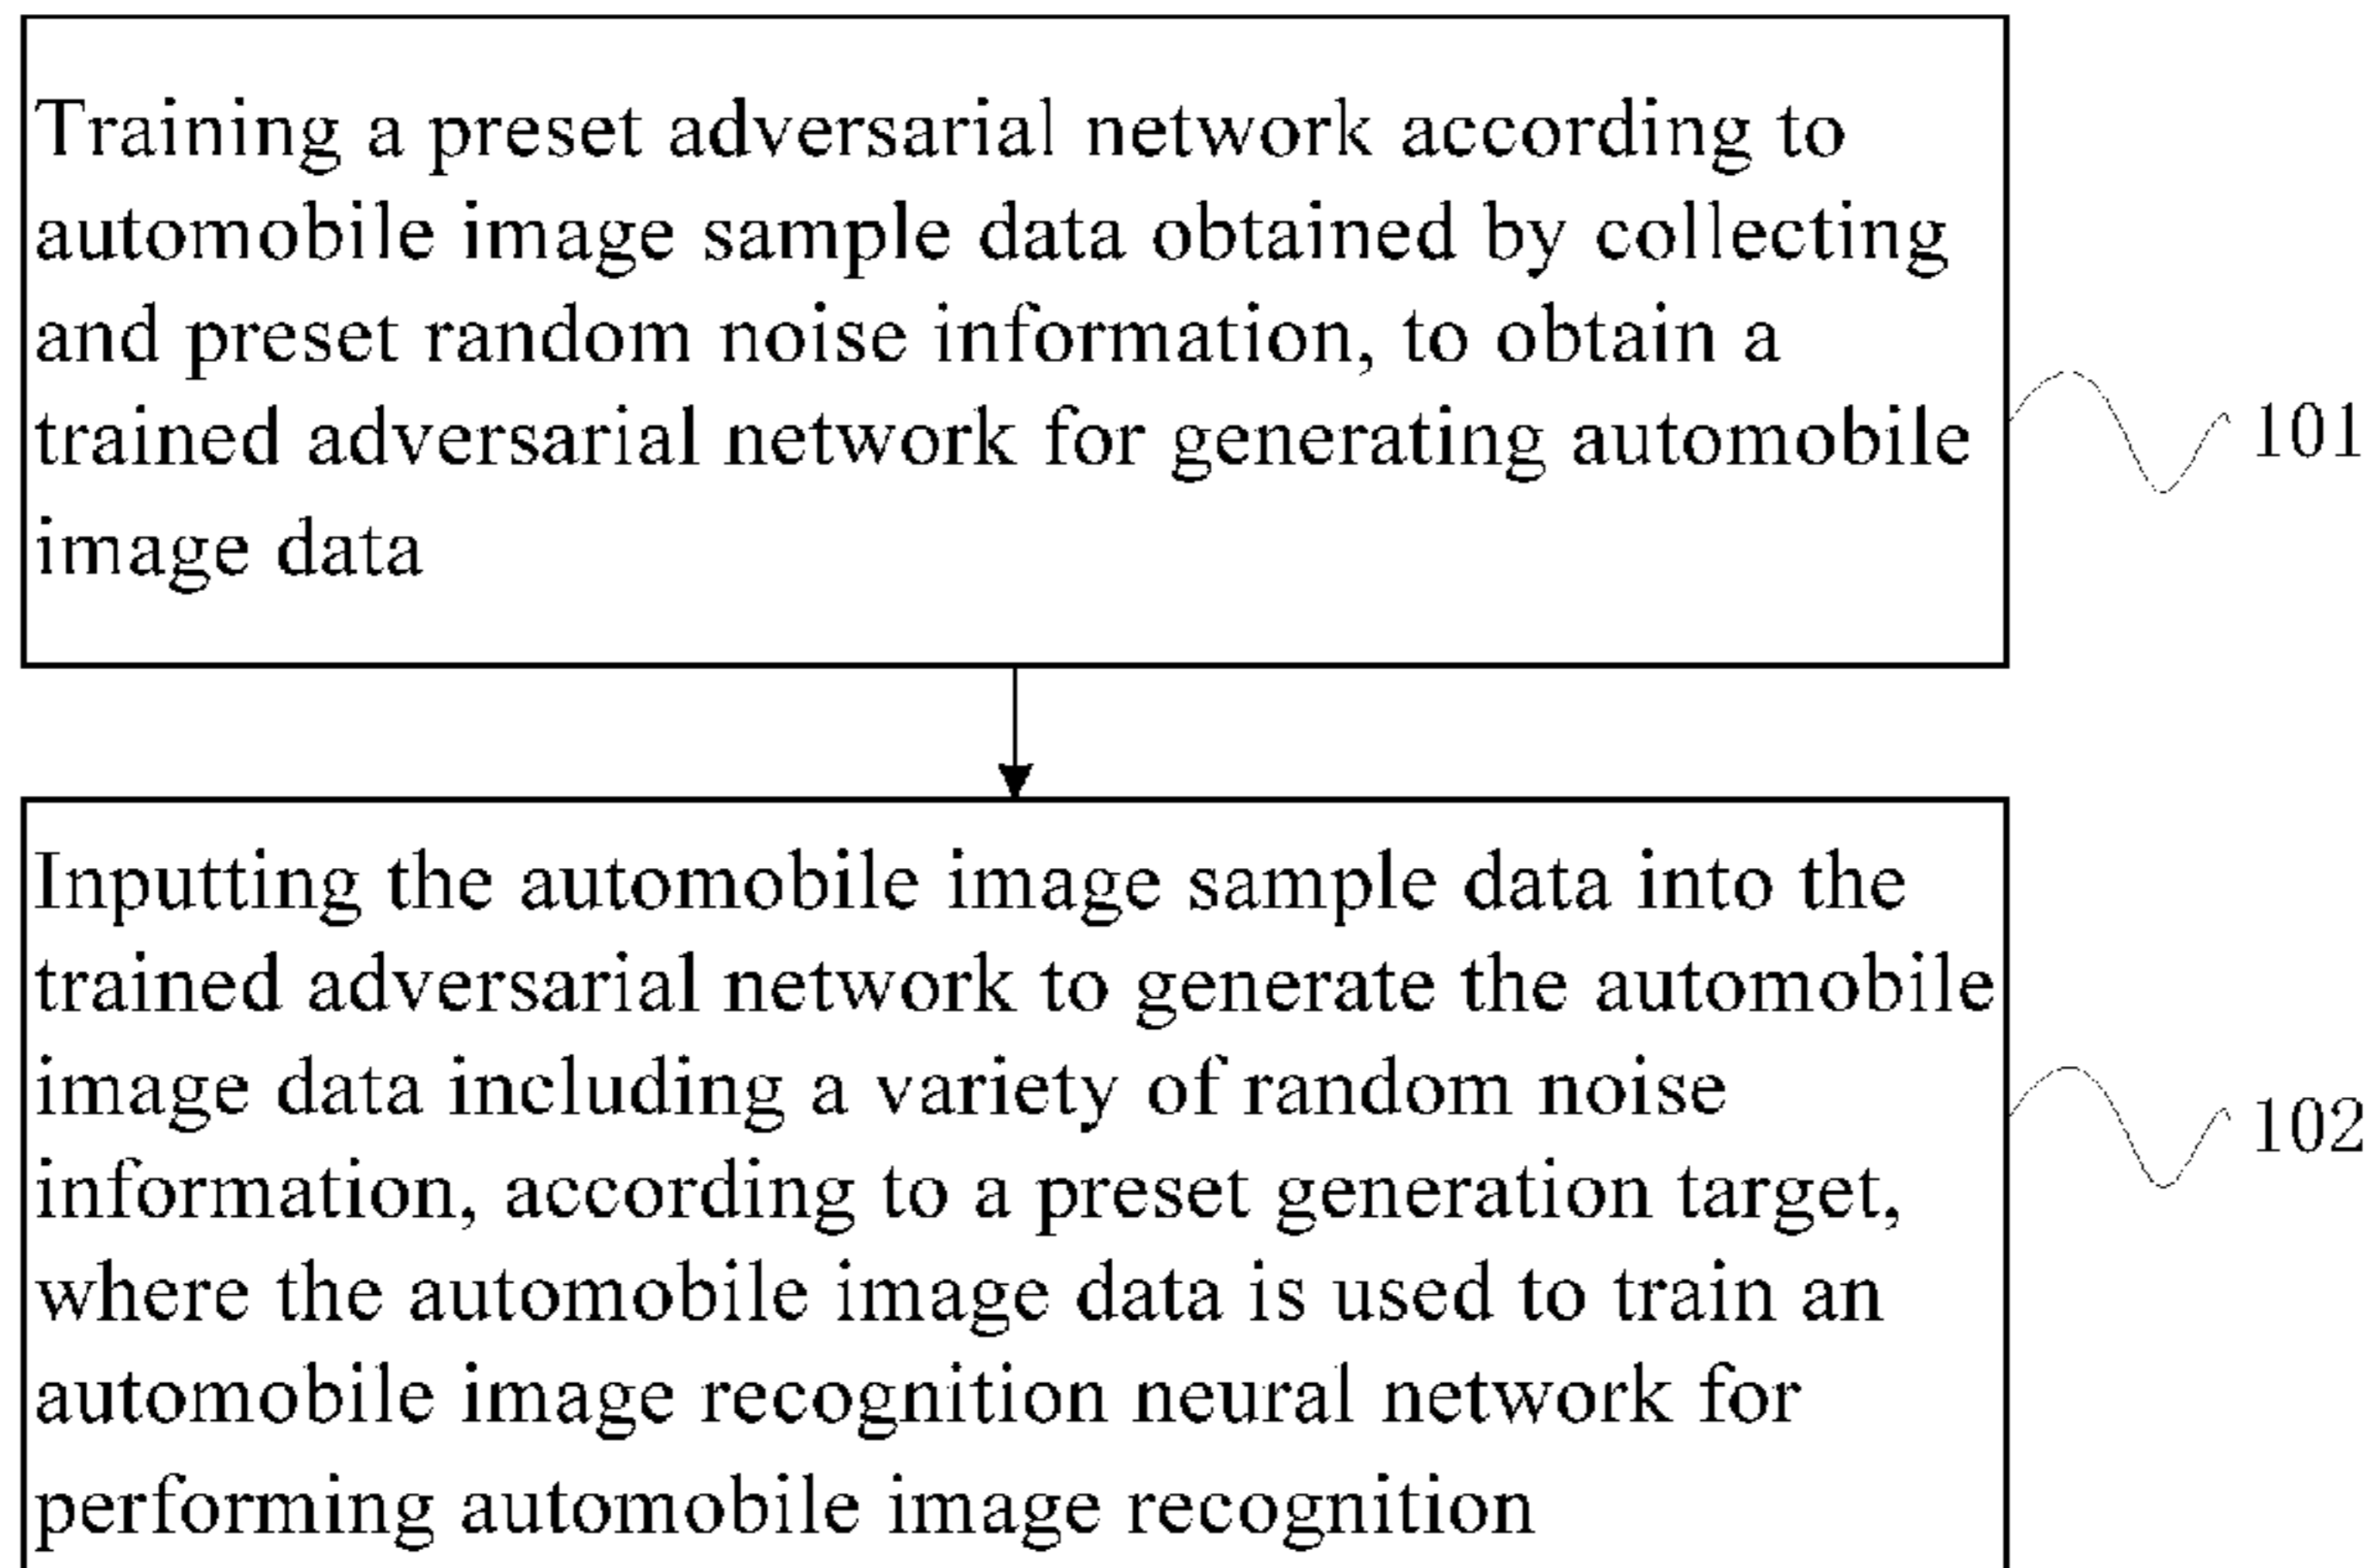 Training a preset adversarial network according to
automobile image sample data obtained by collecting
and preset random noise information, to obtain a
trained adversarial network for generating automobile
image data
101
Inputting the automobile image sample data into the
trained adversarial network to generate the automobile
image data including a variety of random noise
information, according to a preset generation target,
where the automobile image data is used to train an
automobile image recognition neural network for
performing automobile image recognition
102